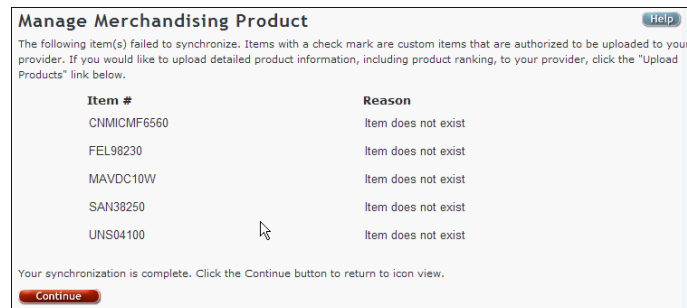 Manage Merchandising Product
Help
The following item(s) failed to synchronize. Items with a check mark are custom items that are authorized to be uploaded to your
provider. If you would like to upload detailed product information, including product ranking, to your provider, click the "Upload
Products" link below.
Item # Reason
CNMICMF6560 Item does not exist
FEL98230 Item does not exist
MAVDC10W Item does not exist
SAN38250 Item does not exist
UNS04100 Item does not exist
Your synchronization is complete. Click the Continue button to return to icon view.
Continue